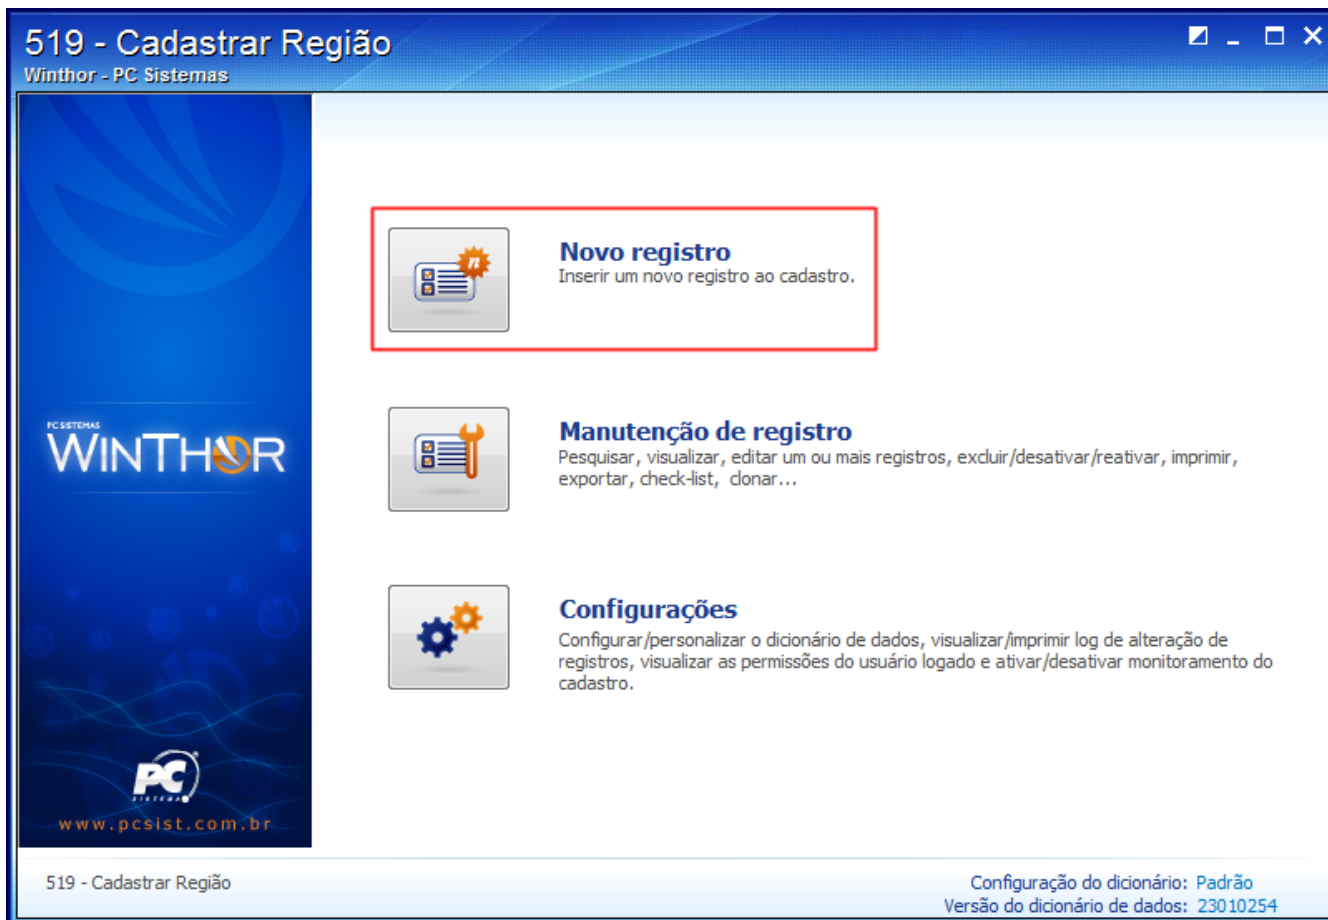 519 - Cadastrar Região
Winthor - PC Sistemas
Novo registro
Inserir um novo registro ao cadastro.
Manutenção de registro
Pesquisar, visualizar, editar um ou mais registros, excluir/desativar/reativar, imprimir,
exportar, check-list, clonar...
PC SISTEMAS
WINTHOR
Configurações
Configurar/personalizar o dicionário de dados, visualizar/imprimir log de alteração de
registros, visualizar as permissões do usuário logado e ativar/desativar monitoramento do
cadastro.
PC
SISTEMAS
www.pcsist.com.br
519 - Cadastrar Região
Configuração do dicionário: Padrão
Versão do dicionário de dados: 23010254